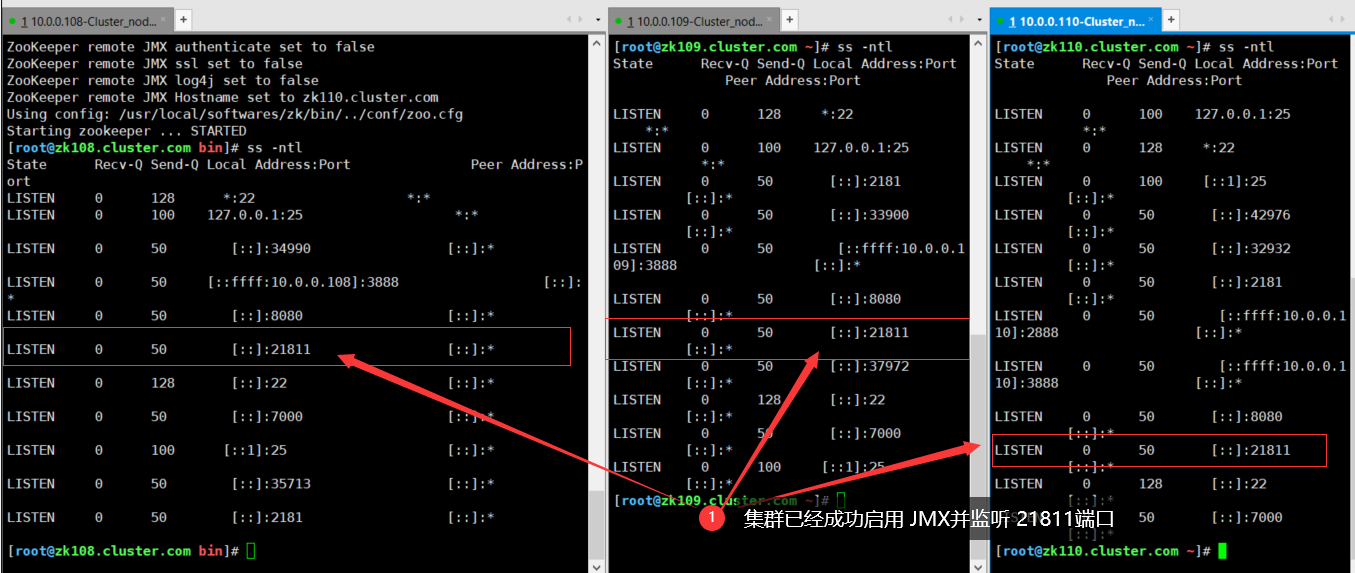 1 10.0.0.108-Cluster_node...
+
ZooKeeper remote JMX authenticate set to false
ZooKeeper remote JMX ssl set to false
ZooKeeper remote JMX log4j set to false
ZooKeeper remote JMX Hostname set to zk110.cluster.com
Using config: /usr/local/softwares/zk/bin/../conf/zoo.cfg
Starting zookeeper ... STARTED
[root@zk108.cluster.com bin]# ss -ntl
State Recv-Q Send-Q Local Address:Port Peer Address:P
ort
LISTEN 0 128 *:22 *:*
LISTEN 0 100 127.0.0.1:25 *:*
LISTEN 0 50 [::]:34990 [::]:*
LISTEN 0 50 [::ffff:10.0.0.108]:3888 [::]:
*
LISTEN 0 50 [::]:8080 [::]:*
LISTEN 0 50 [::]:21811 [::]:*
LISTEN 0 128 [::]:22 [::]:*
LISTEN 0 50 [::]:7000 [::]:*
LISTEN 0 100 [::1]:25 [::]:*
LISTEN 0 50 [::]:35713 [::]:*
LISTEN 0 50 [::]:2181 [::]:*
[root@zk108.cluster.com bin]#
1 10.0.0.109-Cluster_nod...
+
[root@zk109.cluster.com ~]# ss -ntl
State Recv-Q Send-Q Local Address:Port
Peer Address:Port
LISTEN 0 128 *:22
*:*
LISTEN 0 100 127.0.0.1:25
*:*
LISTEN 0 50 [::]:2181
[::]:*
LISTEN 0 50 [::]:33900
[::]:*
LISTEN 0 50 [::ffff:10.0.0.1
09]:3888 [::]:*
LISTEN 0 50 [::]:8080
[::]:*
LISTEN 0 50 [::]:21811
[::]:*
LISTEN 0 50 [::]:37972
[::]:*
LISTEN 0 128 [::]:22
[::]:*
LISTEN 0 50 [::]:7000
[::]:*
LISTEN 0 100 [::1]:25
[::]:*
[root@zk109.cluster.com ~]#
1 10.0.0.110-Cluster_n...
+
[root@zk110.cluster.com ~]# ss -ntl
State Recv-Q Send-Q Local Address:Port
Peer Address:Port
LISTEN 0 100 127.0.0.1:25
*:*
LISTEN 0 128 *:22
*:*
LISTEN 0 100 [::1]:25
[::]:*
LISTEN 0 50 [::]:42976
[::]:*
LISTEN 0 50 [::]:32932
[::]:*
LISTEN 0 50 [::]:2181
[::]:*
LISTEN 0 50 [::ffff:10.0.0.1
10]:2888 [::]:*
LISTEN 0 50 [::ffff:10.0.0.1
10]:3888 [::]:*
LISTEN 0 50 [::]:8080
[::]:*
LISTEN 0 50 [::]:21811
[::]:*
LISTEN 0 128 [::]:22
[::]:*
50 [::]:7000
[::]:*
[root@zk110.cluster.com ~]#
1 集群已经成功启用 JMX并监听 21811端口